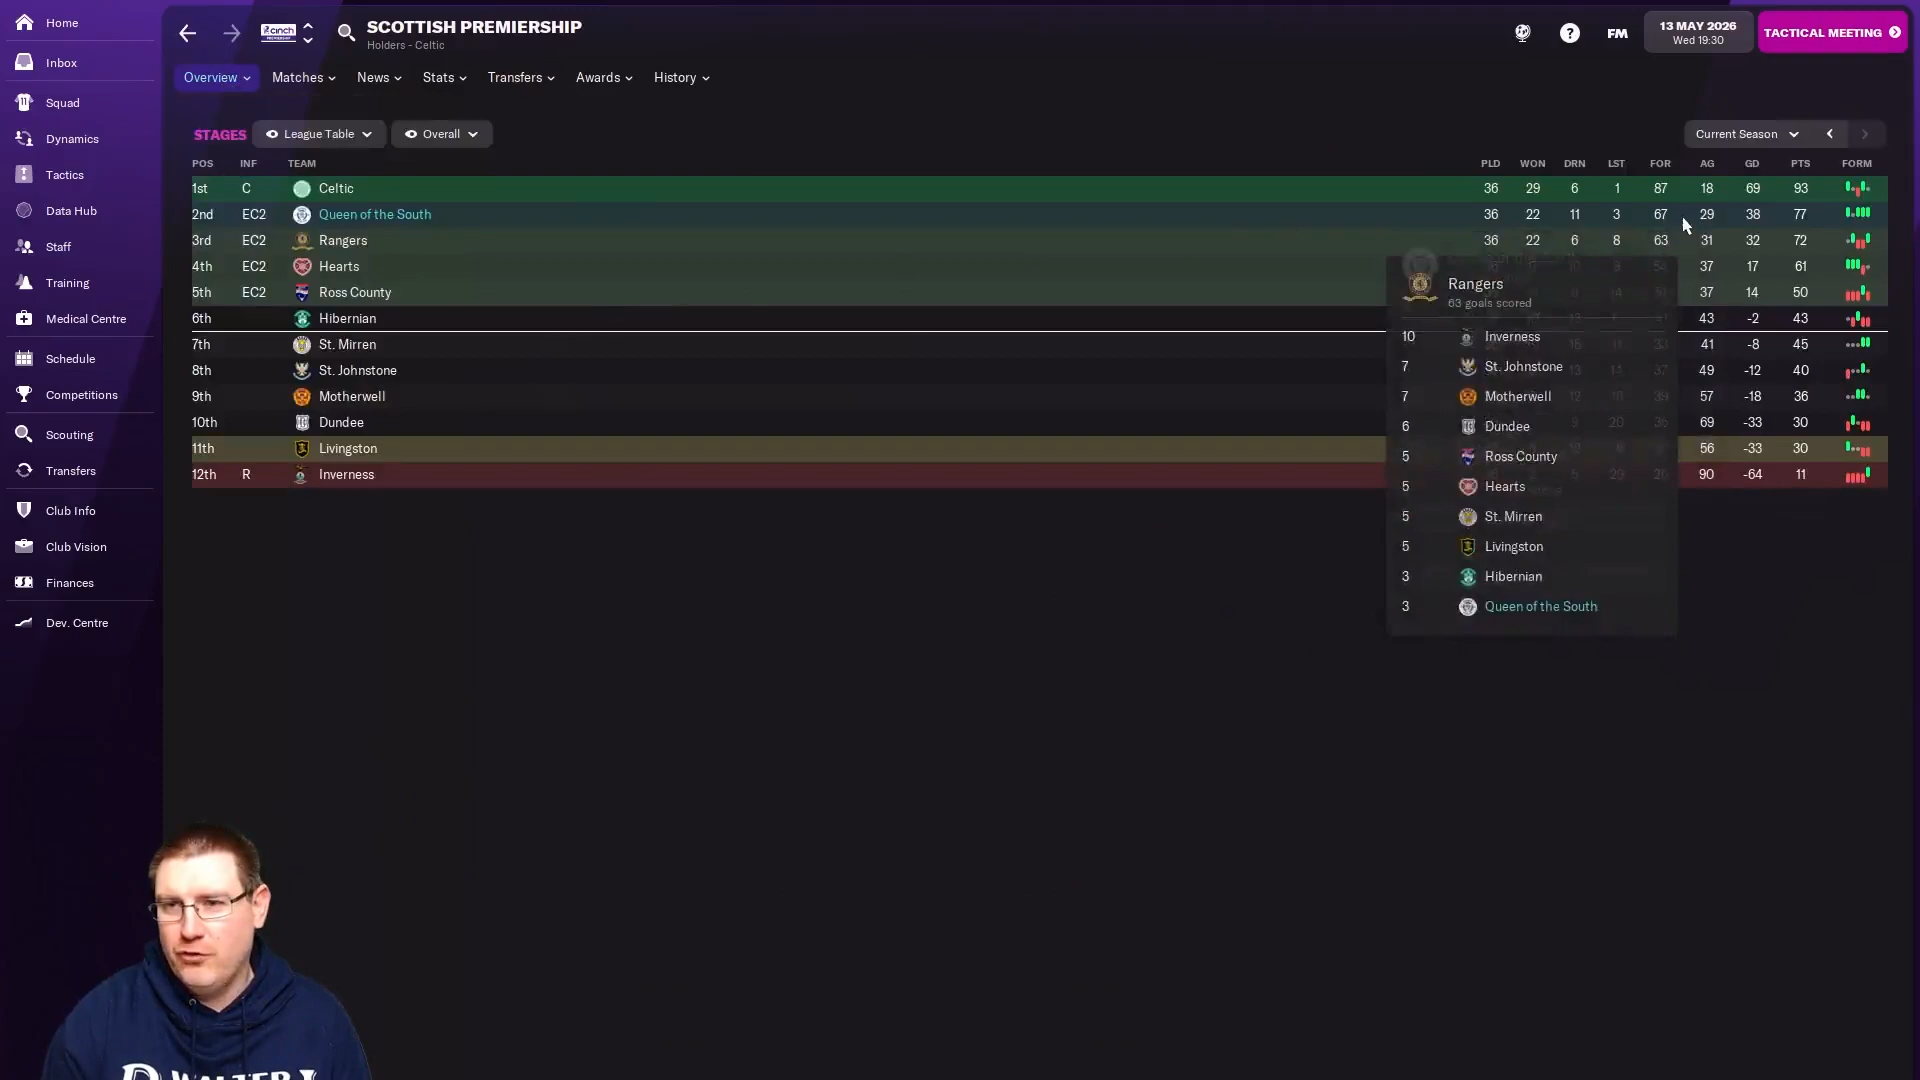 Home
Inbox
Squad
Dynamics
Tactics
Data Hub
Staff
Training
Medical Centre
Schedule
Competitions
Scouting
Transfers
Club Info
Club Vision
Finances
Dev. Centre
cinch
SCOTTISH PREMIERSHIP
Holders - Celtic
FM
13 MAY 2026
Wed 19:30
TACTICAL MEETING
Overview Matches News Stats Transfers Awards History
STAGES League Table Overall Current Season
POS INF TEAM PLD WON DRN LST FOR AG GD PTS FORM
1st C Celtic 36 29 6 1 87 18 69 93
2nd EC2 Queen of the South 36 22 11 3 67 29 38 77
3rd EC2 Rangers 36 22 6 8 63 31 32 72
4th EC2 Hearts 37 17 61
5th EC2 Ross County 37 14 50
6th Hibernian 43 -2 43
7th St. Mirren 41 -8 45
8th St. Johnstone 49 -12 40
9th Motherwell 57 -18 36
10th Dundee 69 -33 30
11th Livingston 56 -33 30
12th R Inverness 90 -64 11
Rangers
63 goals scored
10 Inverness
7 St. Johnstone
7 Motherwell
6 Dundee
5 Ross County
5 Hearts
5 St. Mirren
5 Livingston
3 Hibernian
3 Queen of the South